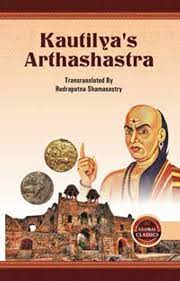 Kautilya's
Arthashastra
Transranslated By
Rudrapatna Shamasastry
GLOBAL
CLASSICS